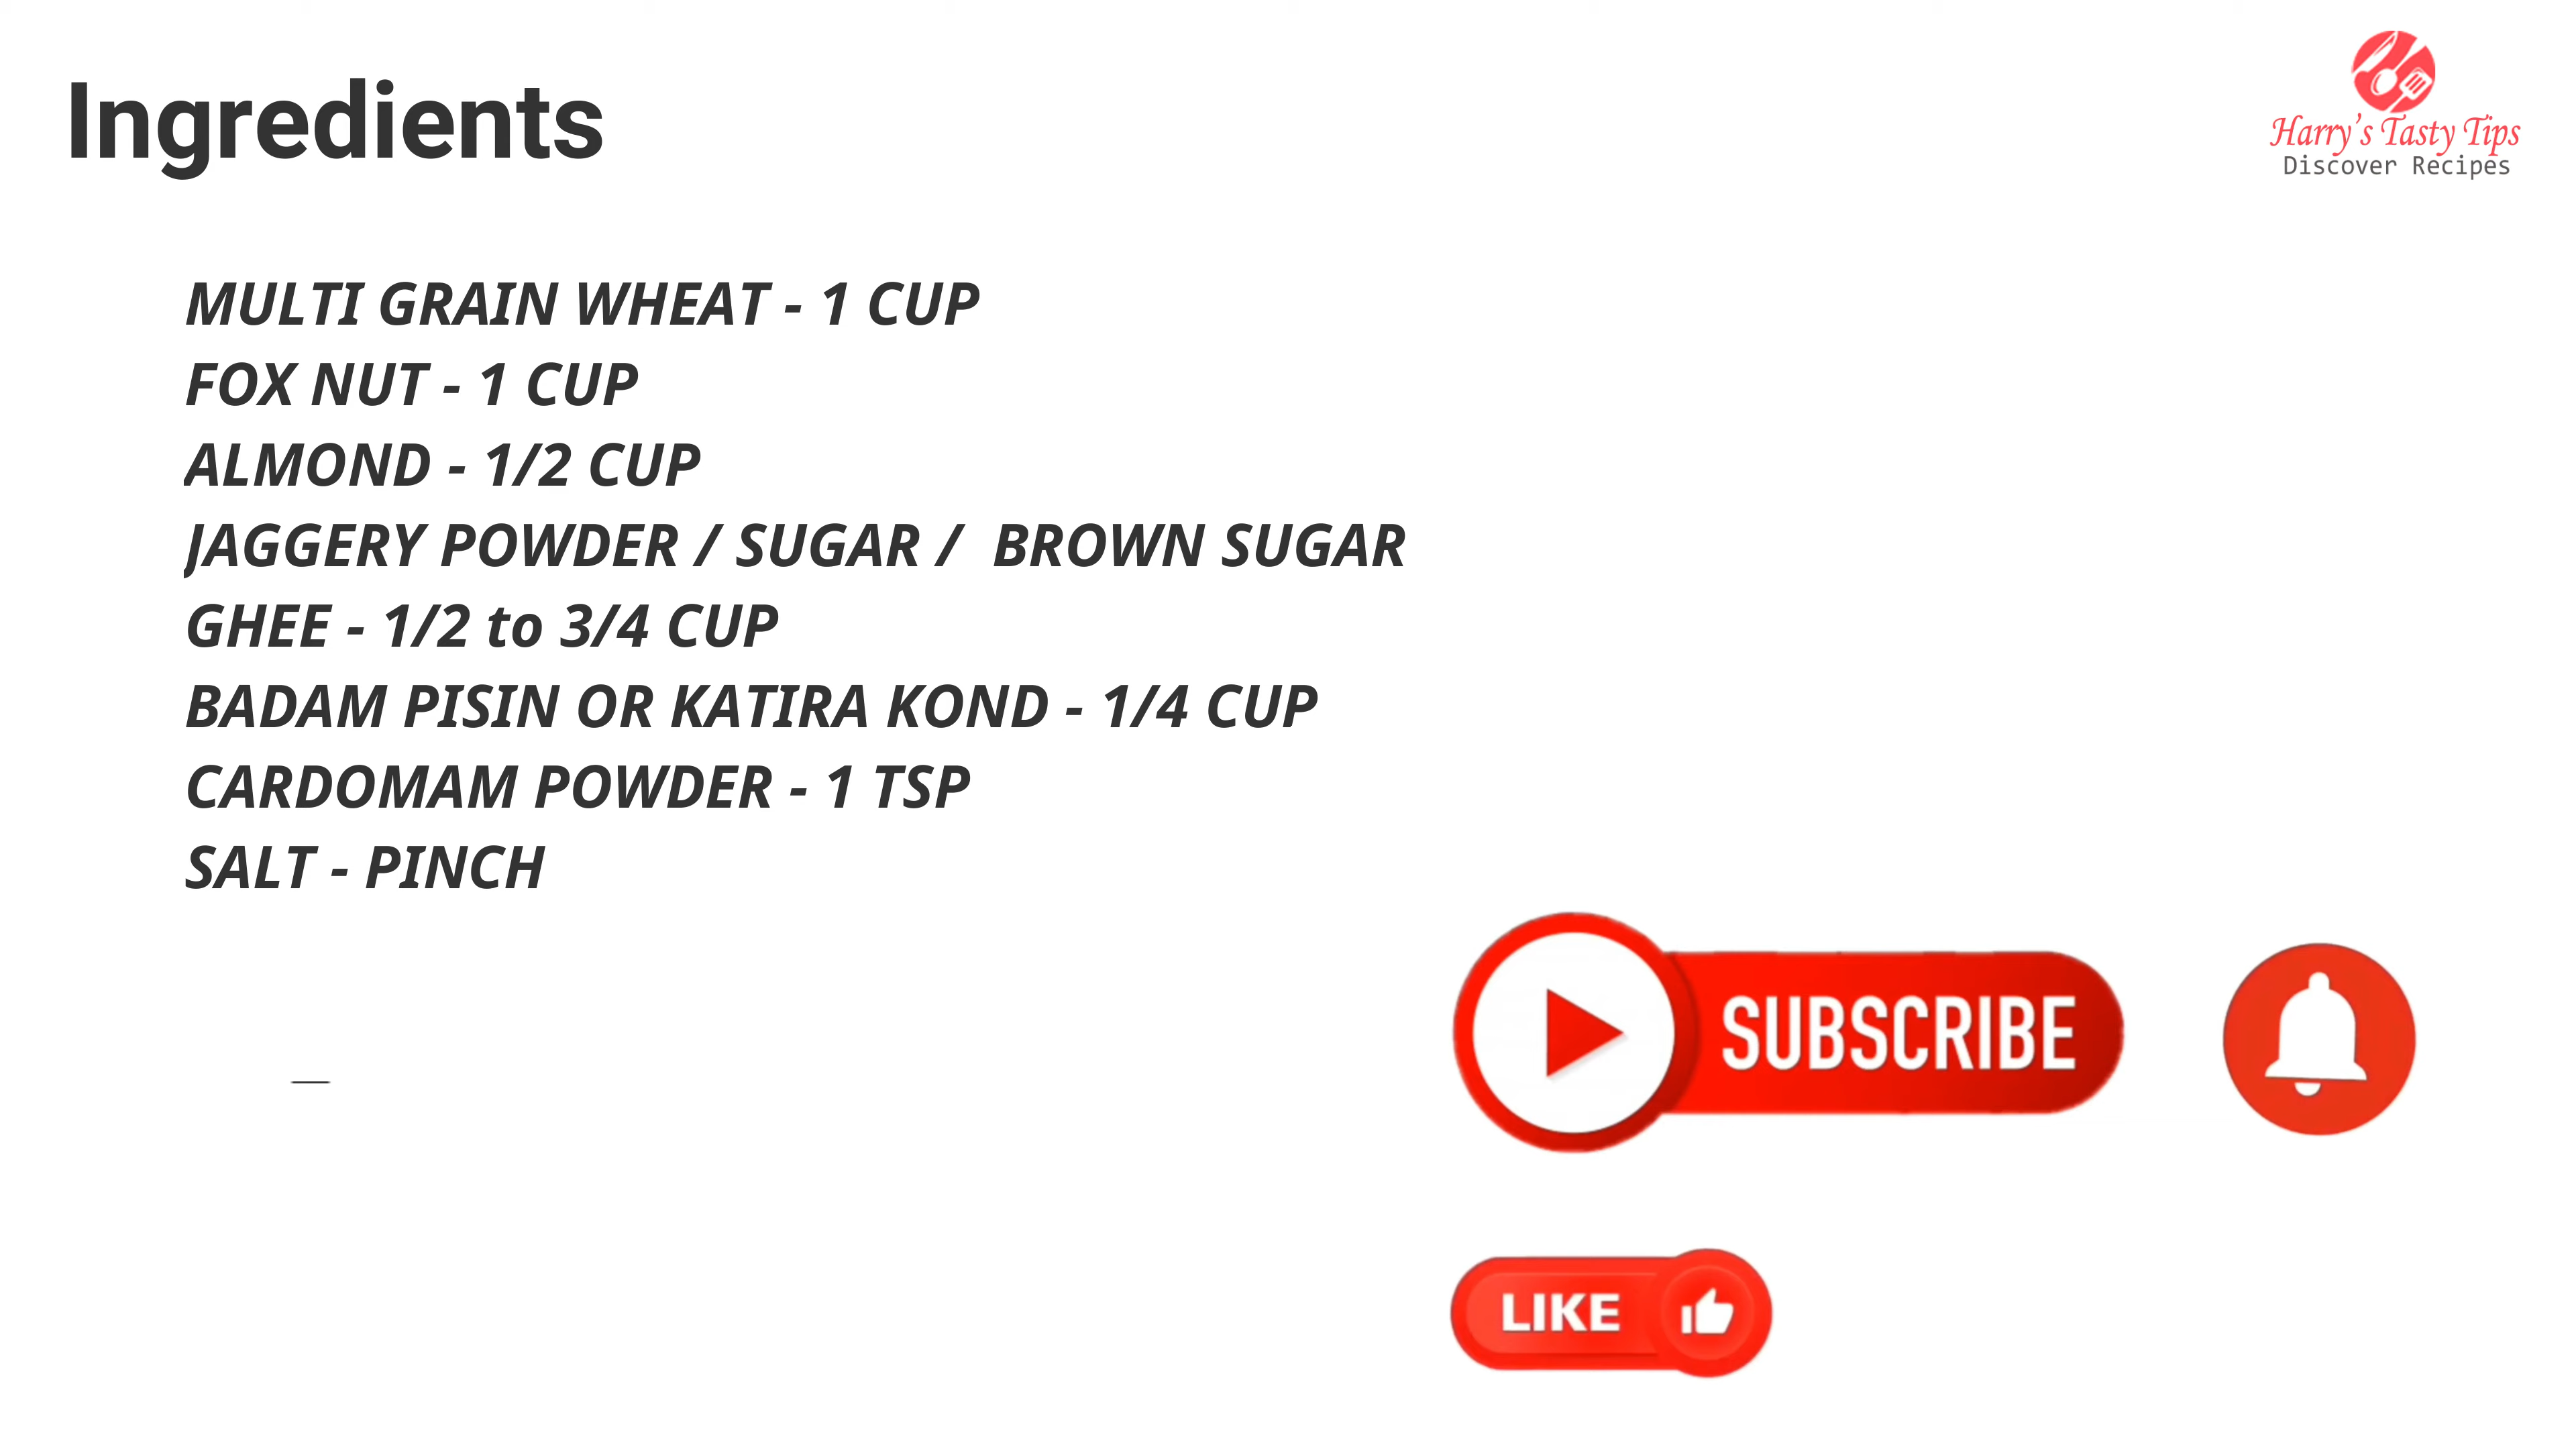 Ingredients
Harry's Tasty Tips
Discover Recipes
MULTI GRAIN WHEAT - 1 CUP
FOX NUT - 1 CUP
ALMOND - 1/2 CUP
JAGGERY POWDER / SUGAR /  BROWN SUGAR
GHEE - 1/2 to 3/4 CUP
BADAM PISIN OR KATIRA KOND - 1/4 CUP
CARDOMAM POWDER - 1 TSP
SALT - PINCH
SUBSCRIBE
LIKE